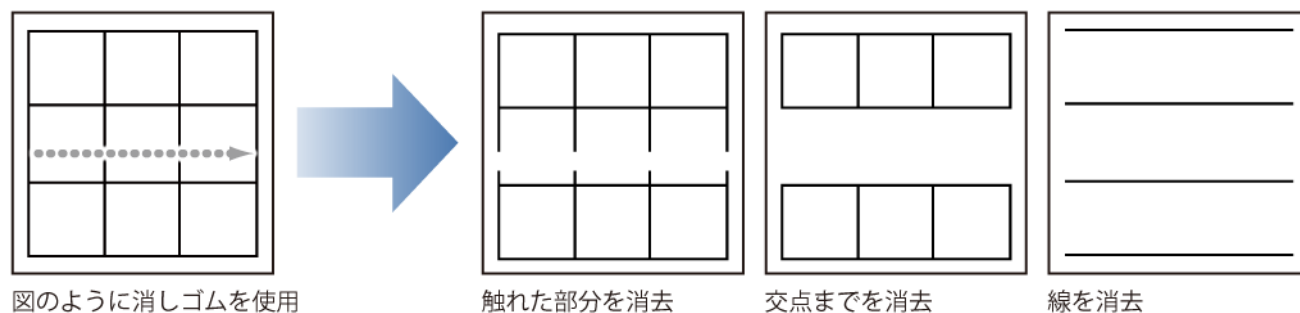 図のように消しゴムを使用
触れた部分を消去
交点までを消去
線を消去